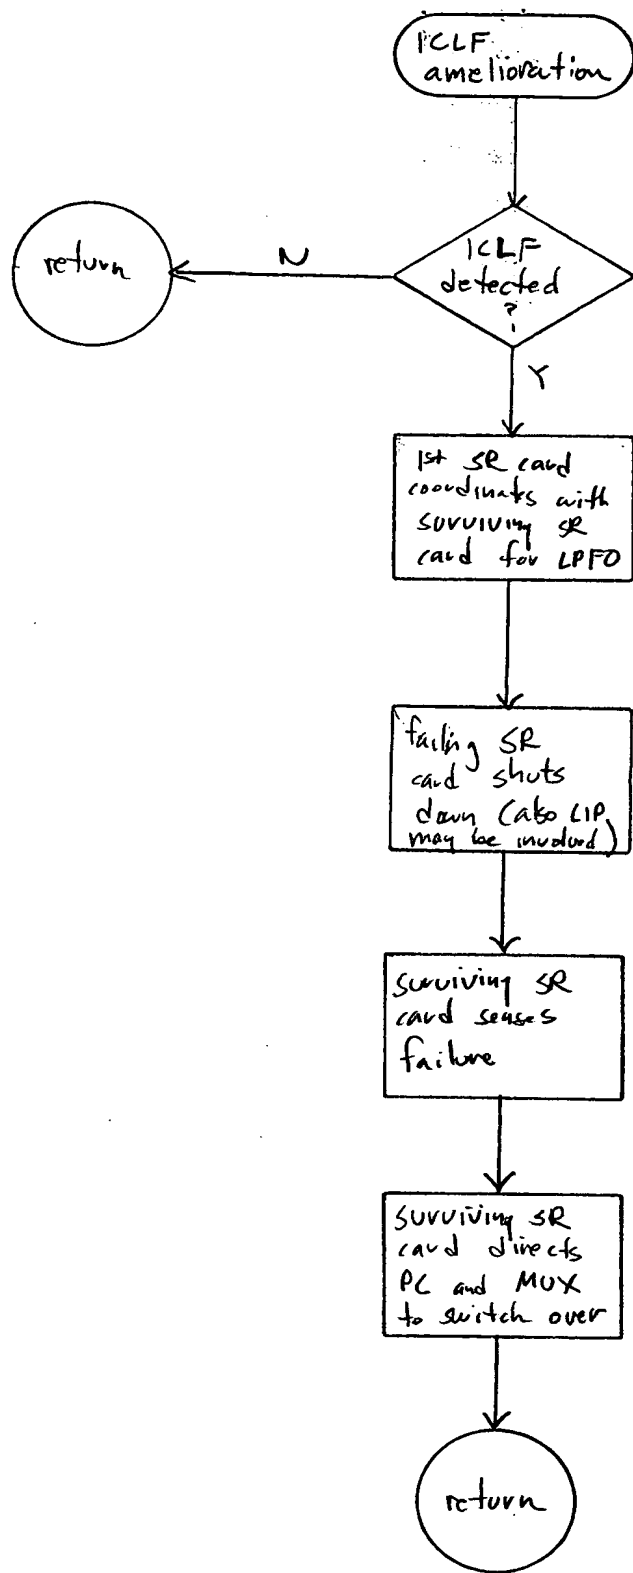 ICLF
amelioration
ICLF
detected
?
N
return
Y
1st SR card
coordinates with
surviving SR
card for LPFO
failing SR
card shuts
down (also LIP
may be involved)
surviving SR
card senses
failure
surviving SR
card directs
PC and MUX
to switch over
return